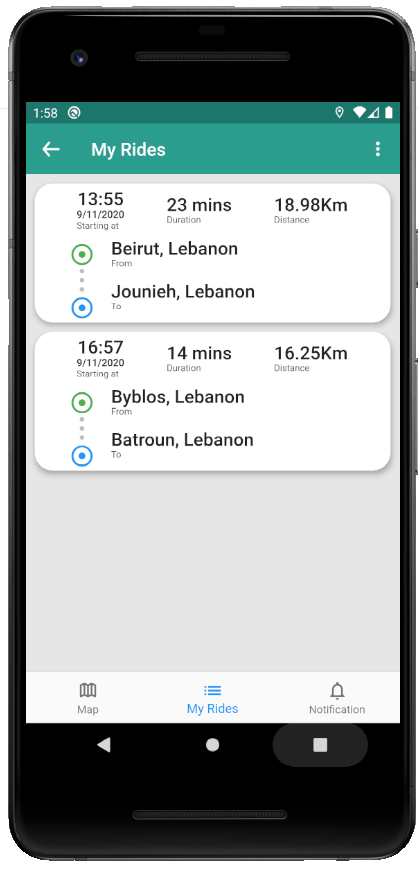 1:58
My Rides
13:55 23 mins 18.98Km
9/11/2020 Duration Distance
Starting at
Beirut, Lebanon
From
Jounieh, Lebanon
To
16:57 14 mins 16.25Km
9/11/2020 Duration Distance
Starting at
Byblos, Lebanon
From
Batroun, Lebanon
To
Map My Rides Notification